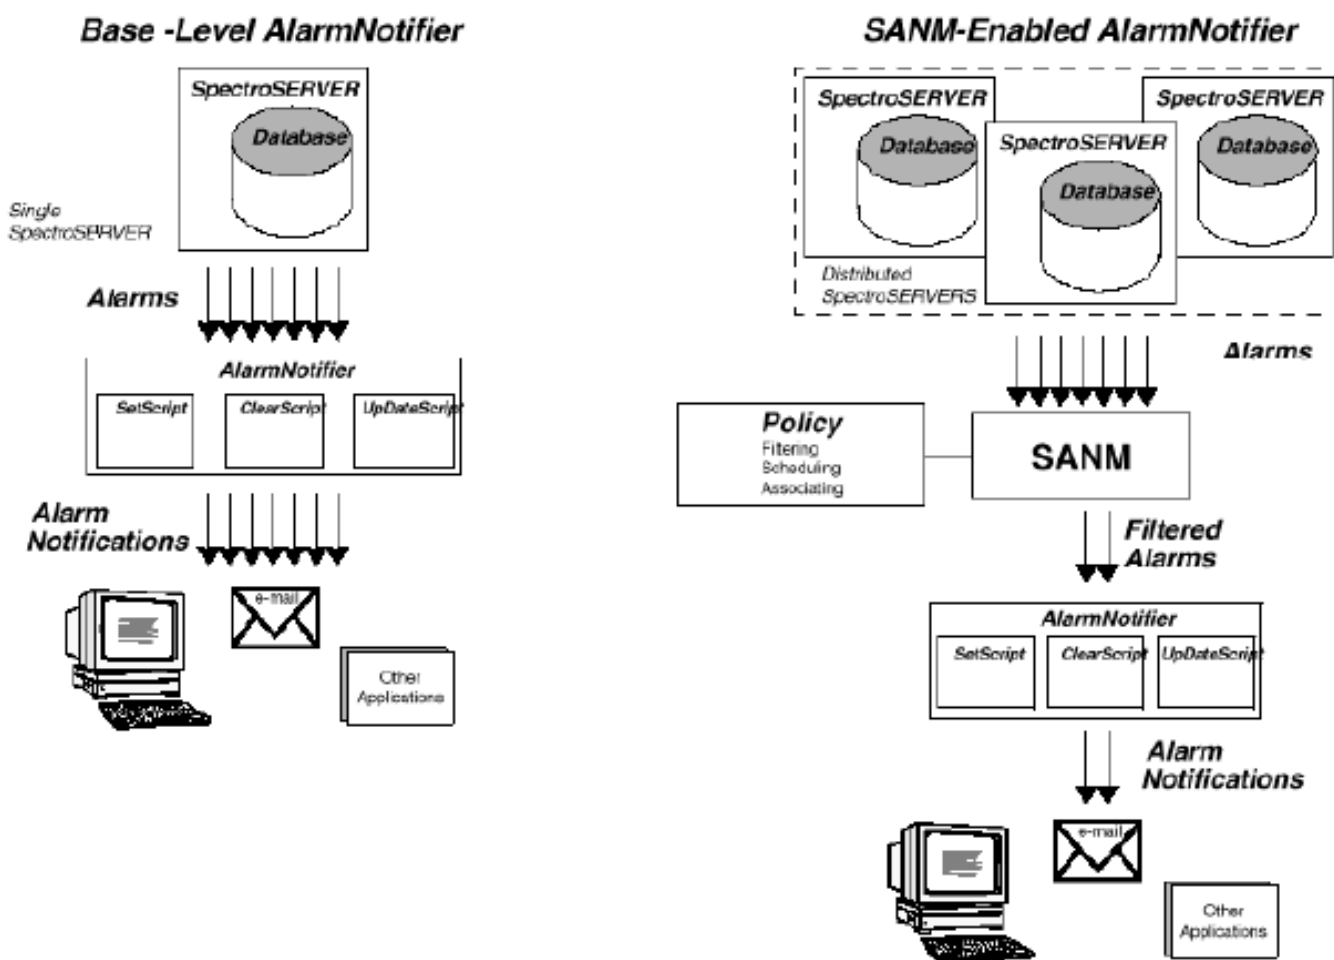 Base -Level AlarmNotifier
SpectroSERVER
Database
Single
SpectroSERVER
Alarms
AlarmNotifier
SetScript
ClearScript
UpDateScript
Alarm
Notifications
e-mail
Other
Applications
SANM-Enabled AlarmNotifier
SpectroSERVER
Database
SpectroSERVER
Database
SpectroSERVER
Database
Distributed
SpectroSERVERS
Alarms
Policy
Filtering
Scheduling
Associating
SANM
Filtered
Alarms
AlarmNotifier
SetScript
ClearScript
UpDateScript
Alarm
Notifications
e-mail
Other
Applications